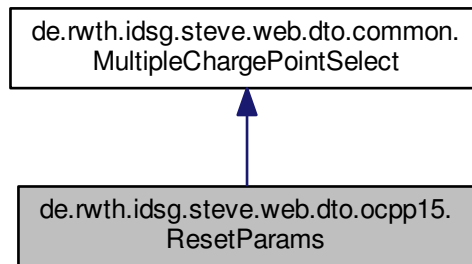 de.rwth.idsg.steve.web.dto.common.
MultipleChargePointSelect
de.rwth.idsg.steve.web.dto.ocpp15.
ResetParams